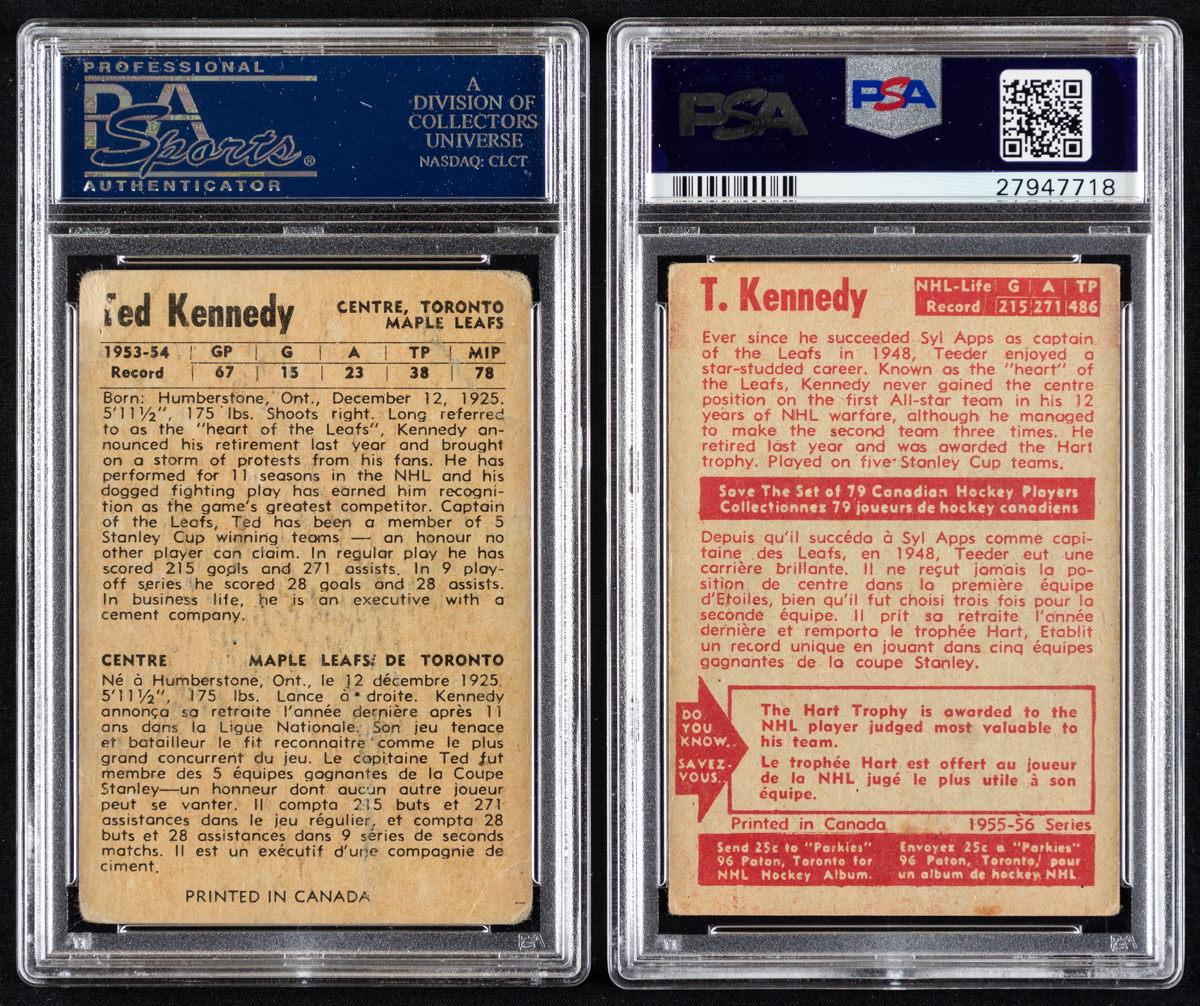 PROFESSIONAL
PSA
Sports®
AUTHENTICATOR
A
DIVISION OF
COLLECTORS
UNIVERSE
NASDAQ: CLCT
Ted Kennedy
CENTRE, TORONTO
MAPLE LEAFS
1953-54 GP G A TP MIP
Record 67 15 23 38 78
Born: Humberstone, Ont., December 12, 1925.
5'11½", 175 lbs. Shoots right. Long referred
to as the "heart of the Leafs", Kennedy an-
nounced his retirement last year and brought
on a storm of protests from his fans. He has
performed for 11 seasons in the NHL and his
dogged fighting play has earned him recogni-
tion as the game's greatest competitor. Captain
of the Leafs, Ted has been a member of 5
Stanley Cup winning teams — an honour no
other player can claim. In regular play he has
scored 215 goals and 271 assists. In 9 play-
off series he scored 28 goals and 28 assists.
In business life, he is an executive with a
cement company.
CENTRE MAPLE LEAFS DE TORONTO
Né à Humberstone, Ont., le 12 décembre 1925.
5'11½", 175 lbs. Lance à droite. Kennedy
annonça sa retraite l'année dernière après 11
ans dans la Ligue Nationale. Son jeu tenace
et batailleur le fit reconnaitre comme le plus
grand concurrent du jeu. Le capitaine Ted fut
membre des 5 équipes gagnantes de la Coupe
Stanley—un honneur dont aucun autre joueur
peut se vanter. Il compta 215 buts et 271
assistances dans le jeu régulier, et compta 28
buts et 28 assistances dans 9 séries de seconds
matchs. Il est un exécutif d'une compagnie de
ciment.
PRINTED IN CANADA
PSA
PSA
27947718
T. Kennedy
NHL-Life G A TP
Record 215 271 486
Ever since he succeeded Syl Apps as captain
of the Leafs in 1948, Teeder enjoyed a
star-studded career. Known as the "heart" of
the Leafs, Kennedy never gained the centre
position on the first All-star team in his 12
years of NHL warfare, although he managed
to make the second team three times. He
retired last year and was awarded the Hart
trophy. Played on five Stanley Cup teams.
Save The Set of 79 Canadian Hockey Players
Collectionnez 79 joueurs de hockey canadiens
Depuis qu'il succéda à Syl Apps comme capi-
taine des Leafs, en 1948, Teeder eut une
carrière brillante. Il ne reçut jamais la po-
sition de centre dans la première équipe
d'Etoiles, bien qu'il fut choisi trois fois pour la
seconde équipe. Il prit sa retraite l'année
dernière et remporta le trophée Hart, Etablit
un record unique en jouant dans cinq équipes
gagnantes de la coupe Stanley.
DO
YOU
KNOW..
SAVEZ-
VOUS..
The Hart Trophy is awarded to the
NHL player judged most valuable to
his team.
Le trophée Hart est offert au joueur
de la NHL jugé le plus utile à son
équipe.
Printed in Canada 1955-56 Series
Send 25c to "Parkies"
96 Paton, Toronto for
NHL Hockey Album.
Envoyez 25c a "Parkies"
96 Paton, Toronto, pour
un album de hockey NHL